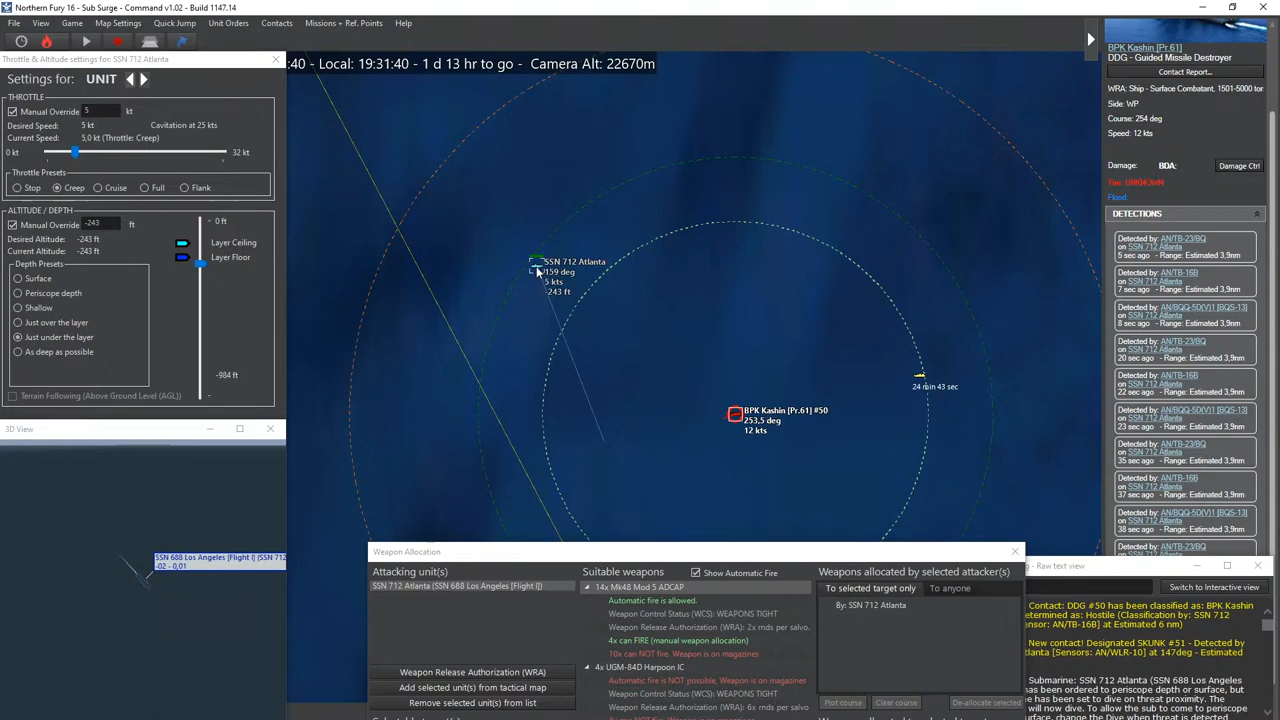 Northern Fury 16 - Sub Surge - Command v1.02 - Build 1147.14
File View Game Map Settings Quick Jump Unit Orders Contacts Missions + Ref. Points Help
Throttle & Altitude settings for: SSN 712 Atlanta
Settings for: UNIT
THROTTLE
Manual Override 5 kt
Desired Speed: 5 kt Cavitation at 25 kts
Current Speed: 5,0 kt (Throttle: Creep)
0 kt 32 kt
Throttle Presets
Stop Creep Cruise Full Flank
ALTITUDE / DEPTH
Manual Override -243 ft
Desired Altitude: -243 ft
Current Altitude: -243 ft
Depth Presets
Surface
Periscope depth
Shallow
Just over the layer
Just under the layer
As deep as possible
0 ft
Layer Ceiling
Layer Floor
-984 ft
Terrain Following (Above Ground Level (AGL))
3D View
SSN 688 Los Angeles [Flight I] (SSN 712
-02 - 0,01
:40 - Local: 19:31:40 - 1 d 13 hr to go - Camera Alt: 22670m
SSN 712 Atlanta
159 deg
5 kts
-243 ft
24 min 43 sec
BPK Kashin [Pr.61] #50
253,5 deg
12 kts
Weapon Allocation
Attacking unit(s)
SSN 712 Atlanta (SSN 688 Los Angeles [Flight I])
Weapon Release Authorization (WRA)
Add selected unit(s) from tactical map
Remove selected unit(s) from list
Suitable weapons Show Automatic Fire
14x Mk48 Mod 5 ADCAP
Automatic fire is allowed.
Weapon Control Status (WCS): WEAPONS TIGHT
Weapon Release Authorization (WRA): 2x rnds per salvo,
4x can FIRE (manual weapon allocation)
10x can NOT fire. Weapon is on magazines
4x UGM-84D Harpoon IC
Automatic fire is NOT possible, Weapon is on magazines
Weapon Control Status (WCS): WEAPONS TIGHT
Weapon Release Authorization (WRA): 6x rnds per salvo,
Weapons allocated by selected attacker(s)
To selected target only To anyone
By: SSN 712 Atlanta
Plot course Clear course De-allocate selected
BPK Kashin [Pr.61]
DDG - Guided Missile Destroyer
Contact Report...
WRA: Ship - Surface Combatant, 1501-5000 tor
Side: WP
Course: 254 deg
Speed: 12 kts
Damage: BDA: Damage Ctrl
Fire: UNKNOWN
Flood:
DETECTIONS
Detected by: AN/TB-23/BQ
on SSN 712 Atlanta
5 sec ago - Range: Estimated 3,9nm
Detected by: AN/TB-16B
on SSN 712 Atlanta
7 sec ago - Range: Estimated 3,9nm
Detected by: AN/BQQ-5D(V)1 [BQS-13]
on SSN 712 Atlanta
8 sec ago - Range: Estimated 3,9nm
Detected by: AN/TB-23/BQ
on SSN 712 Atlanta
20 sec ago - Range: Estimated 3,9nm
Detected by: AN/TB-16B
on SSN 712 Atlanta
22 sec ago - Range: Estimated 3,9nm
Detected by: AN/BQQ-5D(V)1 [BQS-13]
on SSN 712 Atlanta
23 sec ago - Range: Estimated 3,9nm
Detected by: AN/TB-23/BQ
on SSN 712 Atlanta
35 sec ago - Range: Estimated 3,9nm
Detected by: AN/TB-16B
on SSN 712 Atlanta
37 sec ago - Range: Estimated 3,9nm
Detected by: AN/BQQ-5D(V)1 [BQS-13]
on SSN 712 Atlanta
38 sec ago - Range: Estimated 3,9nm
Detected by: AN/TB-23/BQ
g - Raw text view
Switch to Interactive view
Contact: DDG #50 has been classified as: BPK Kashin
etermined as: Hostile (Classification by: SSN 712
ensor: AN/TB-16B] at Estimated 6 nm)
New contact! Designated SKUNK #51 - Detected by
tlanta [Sensors: AN/WLR-10] at 147deg - Estimated
Submarine: SSN 712 Atlanta (SSN 688 Los Angeles
has been ordered to periscope depth or surface, but
has been set to dive on threat proximity. The
will now dive. To allow the sub to come to periscope
surface, change the Dive when threat is detected